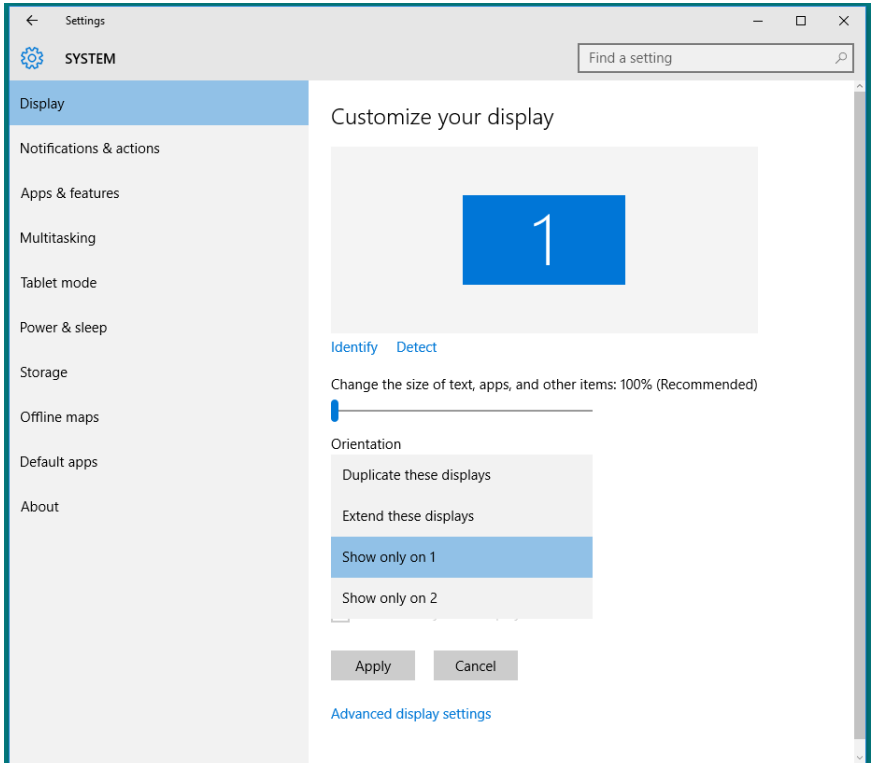 Settings
SYSTEM
Find a setting
Display
Notifications & actions
Apps & features
Multitasking
Tablet mode
Power & sleep
Storage
Offline maps
Default apps
About
Customize your display
1
Identify Detect
Change the size of text, apps, and other items: 100% (Recommended)
Orientation
Duplicate these displays
Extend these displays
Show only on 1
Show only on 2
Apply Cancel
Advanced display settings